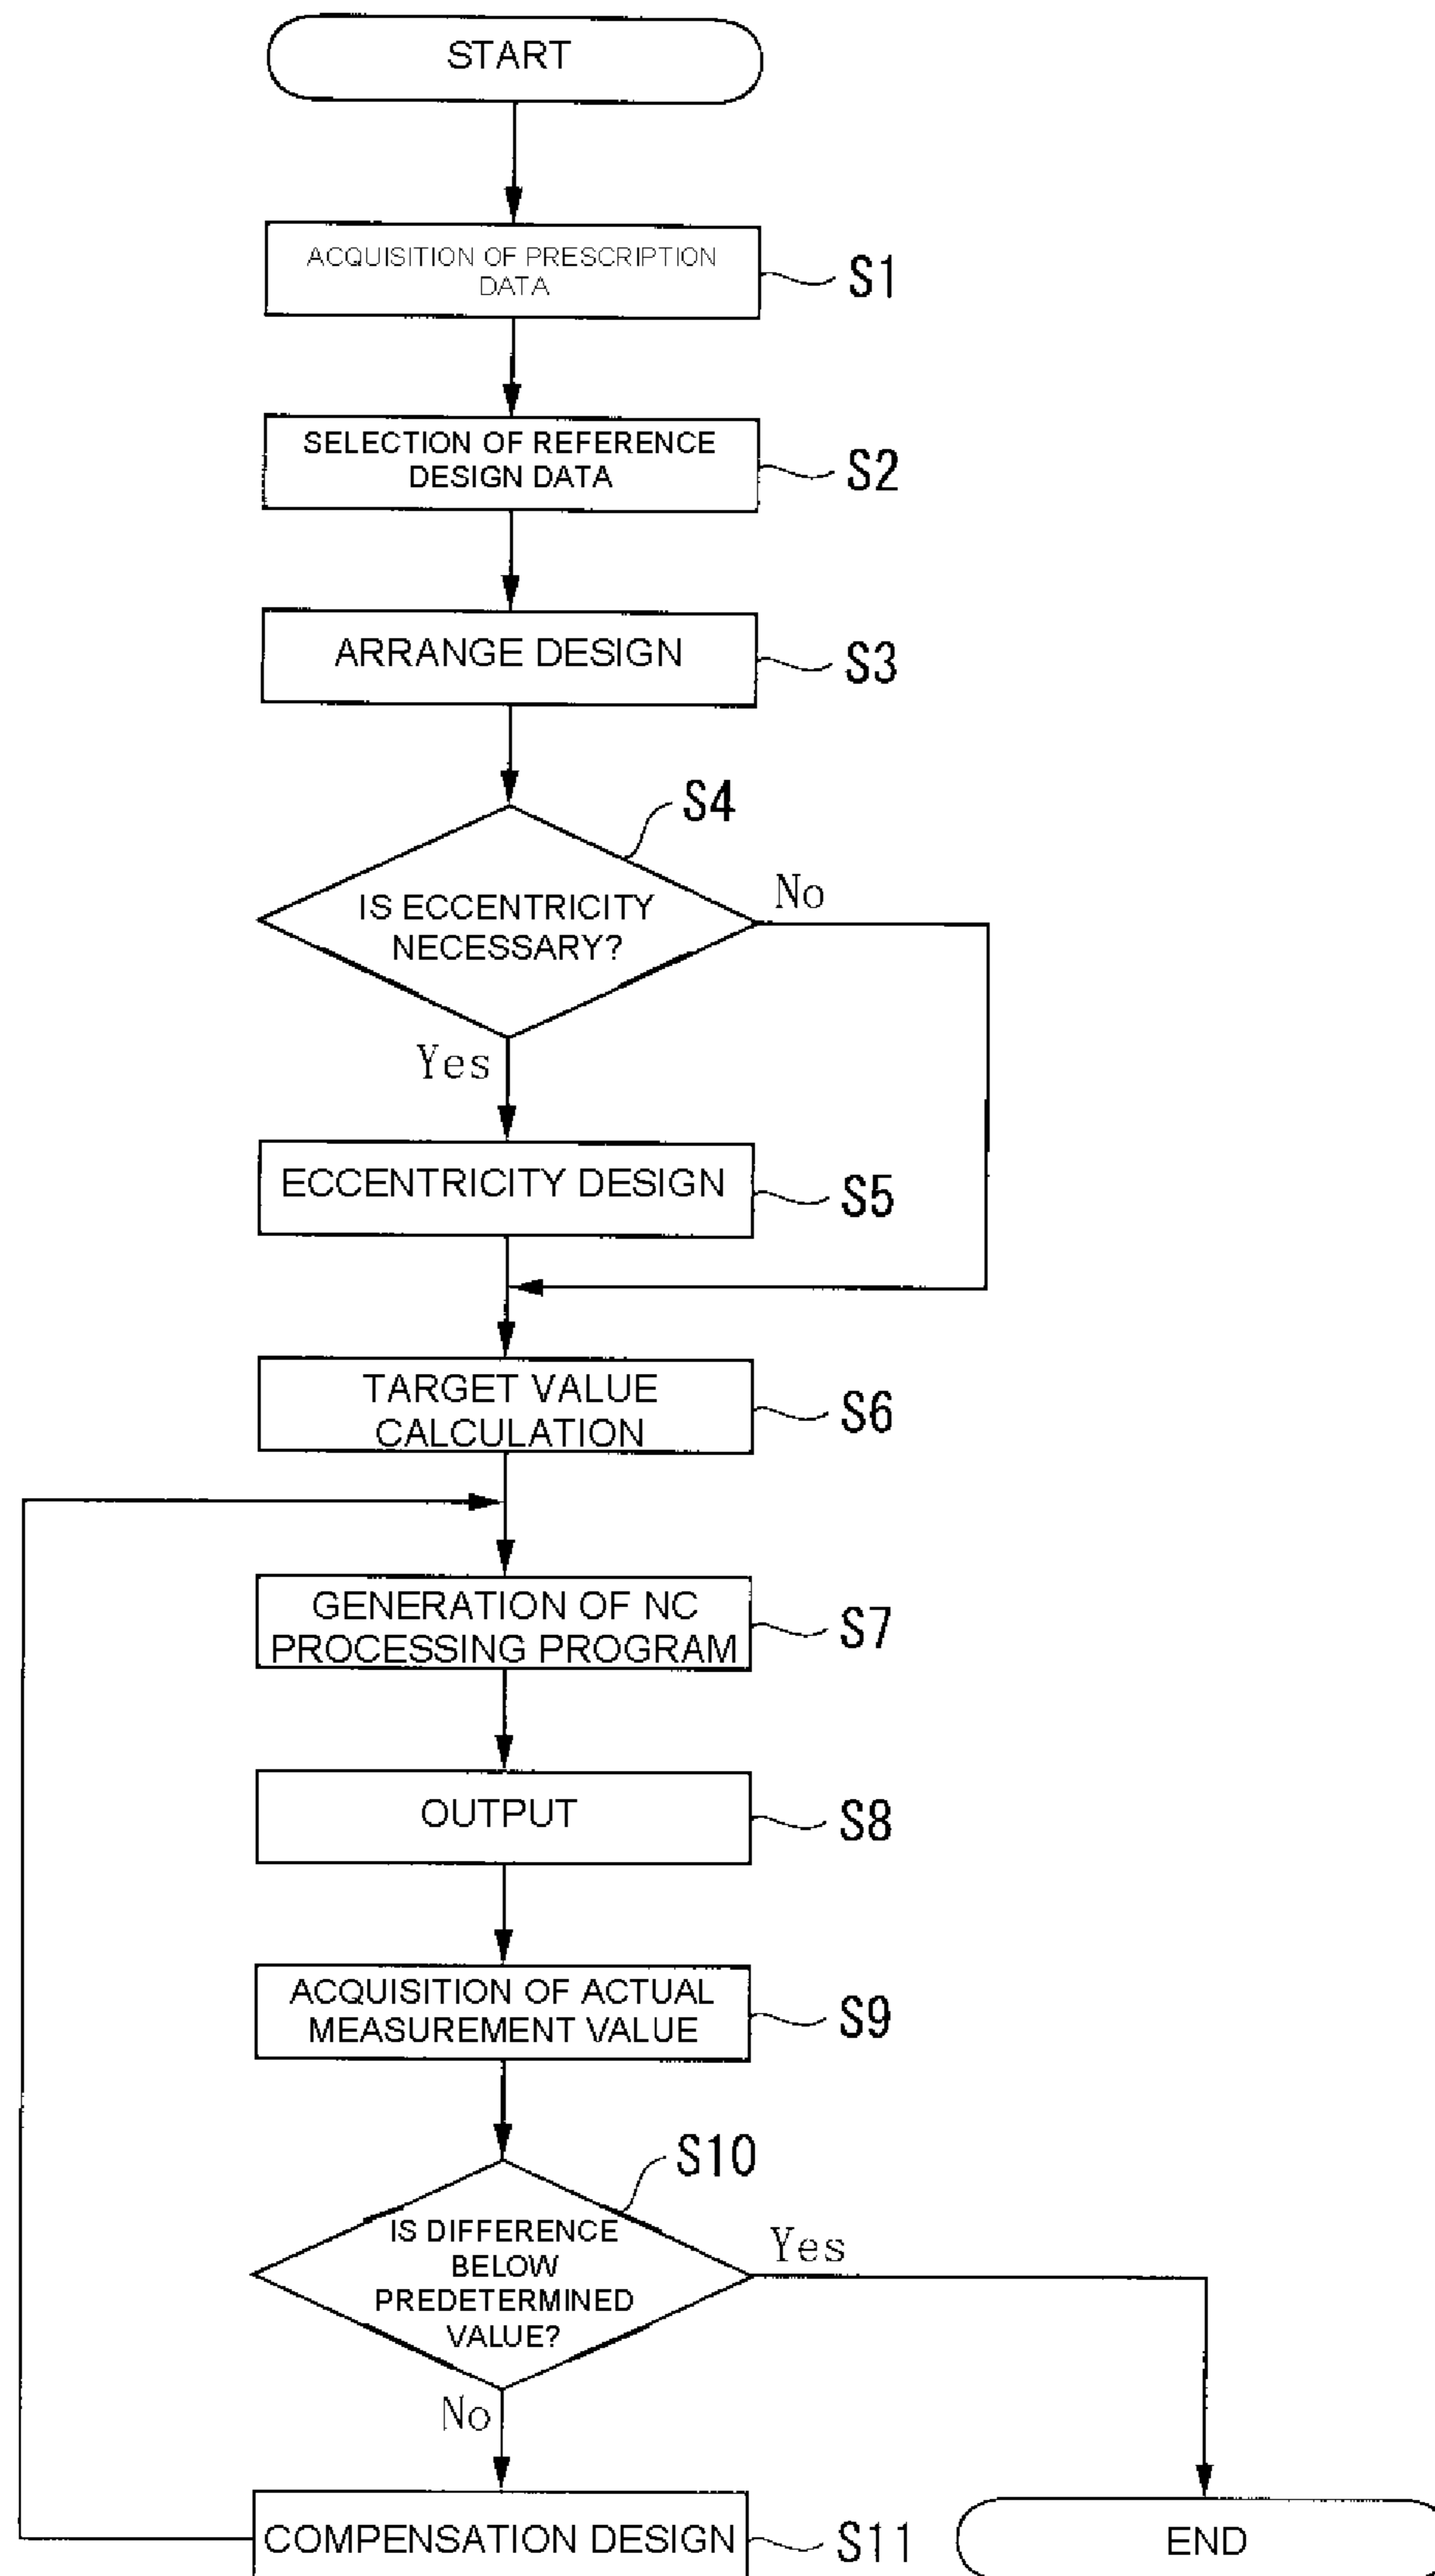 START
ACQUISITION OF PRESCRIPTION
DATA
S1
SELECTION OF REFERENCE
DESIGN DATA
S2
ARRANGE DESIGN
S3
S4
IS ECCENTRICITY
NECESSARY?
No
Yes
ECCENTRICITY DESIGN
S5
TARGET VALUE
CALCULATION
S6
GENERATION OF NC
PROCESSING PROGRAM
S7
OUTPUT
S8
ACQUISITION OF ACTUAL
MEASUREMENT VALUE
S9
S10
IS DIFFERENCE
BELOW
PREDETERMINED
VALUE?
Yes
No
COMPENSATION DESIGN
S11
END